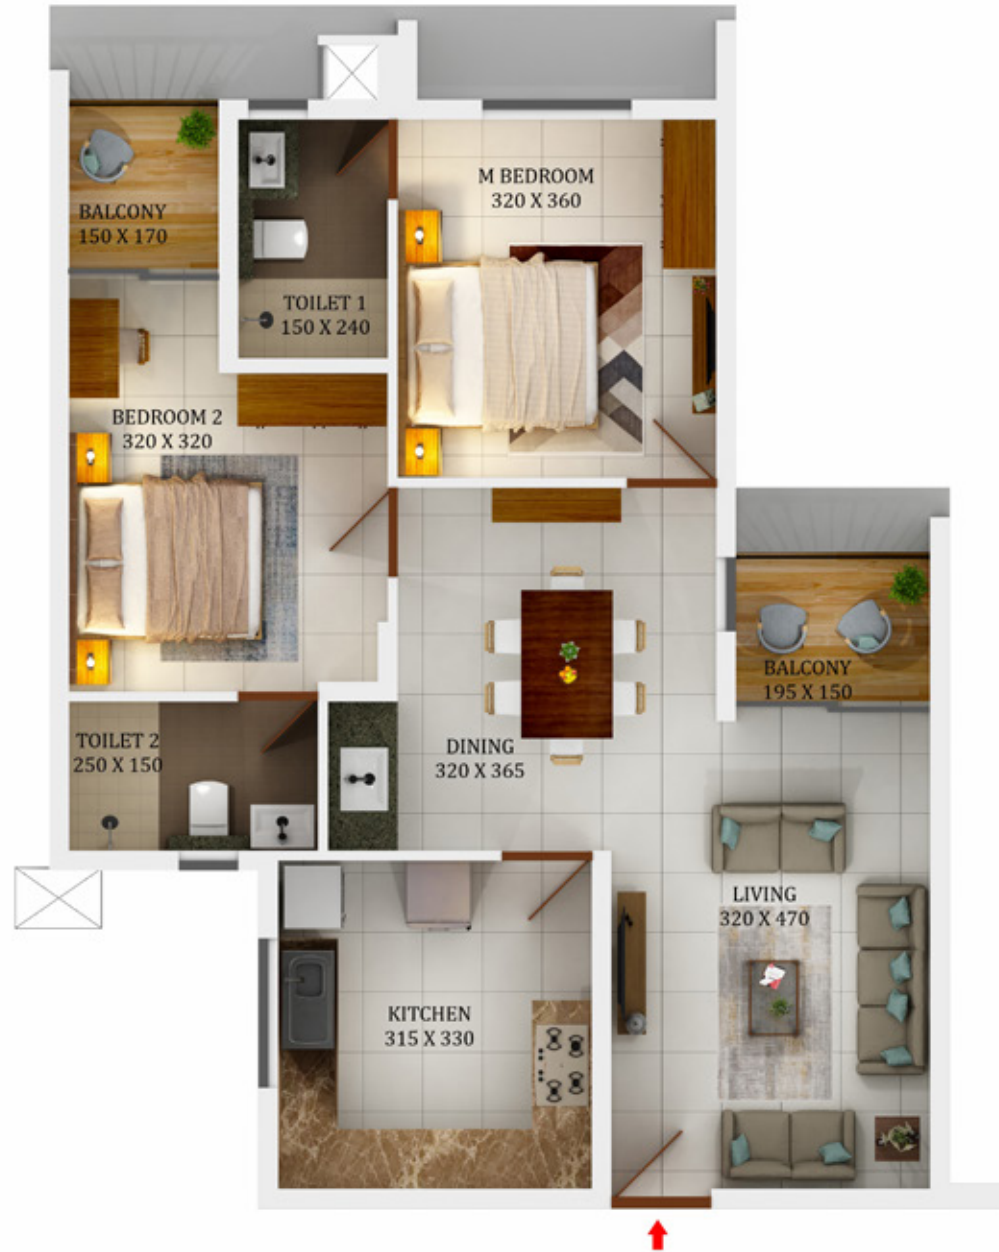 M BEDROOM
320 X 360
BALCONY
150 X 170
TOILET 1
150 X 240
BEDROOM 2
320 X 320
BALCONY
195 X 150
TOILET 2
250 X 150
DINING
320 X 365
LIVING
320 X 470
KITCHEN
315 X 330